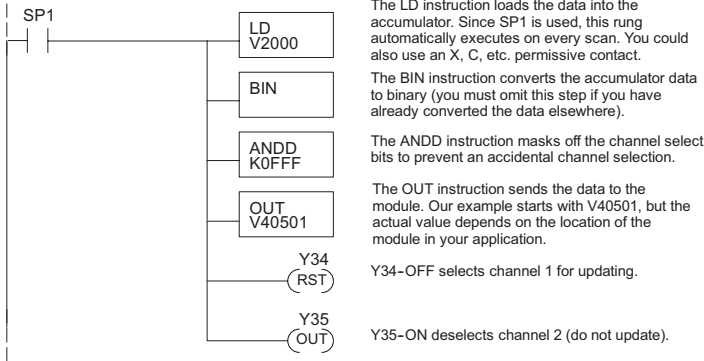 SP1
LD
V2000
The LD instruction loads the data into the
accumulator. Since SP1 is used, this rung
automatically executes on every scan. You could
also use an X, C, etc. permissive contact.
BIN
The BIN instruction converts the accumulator data
to binary (you must omit this step if you have
already converted the data elsewhere).
ANDD
K0FFF
The ANDD instruction masks off the channel select
bits to prevent an accidental channel selection.
OUT
V40501
The OUT instruction sends the data to the
module. Our example starts with V40501, but the
actual value depends on the location of the
module in your application.
Y34
RST
Y34-OFF selects channel 1 for updating.
Y35
OUT
Y35-ON deselects channel 2 (do not update).